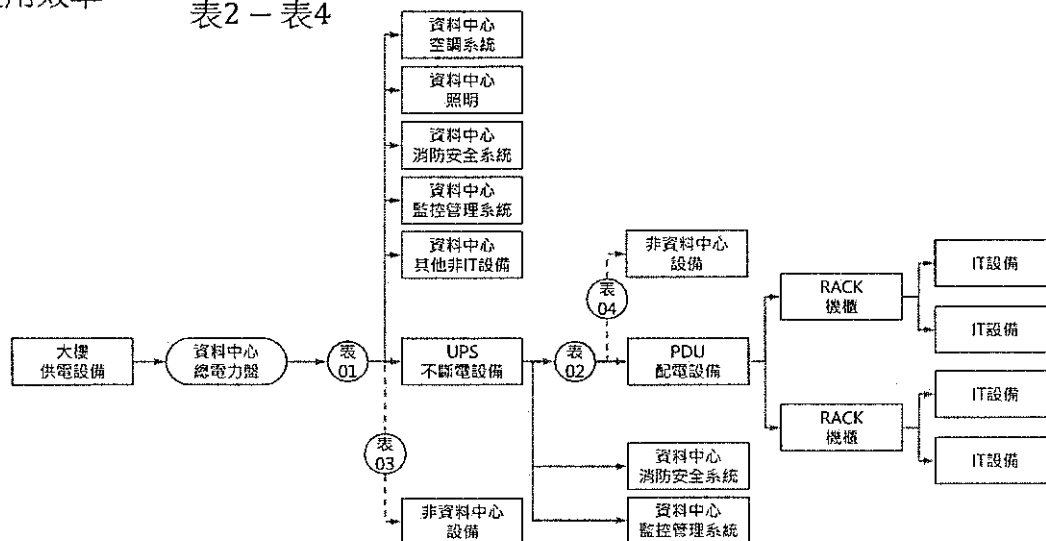 用效率
表2 – 表4
資料中心
空調系統
資料中心
照明
資料中心
消防安全系統
資料中心
監控管理系統
資料中心
其他非IT設備
非資料中心
設備
表
04
大樓
供電設備
資料中心
總電力盤
表
01
UPS
不斷電設備
表
02
PDU
配電設備
RACK
機櫃
IT設備
IT設備
RACK
機櫃
IT設備
IT設備
表
03
非資料中心
設備
資料中心
消防安全系統
資料中心
監控管理系統